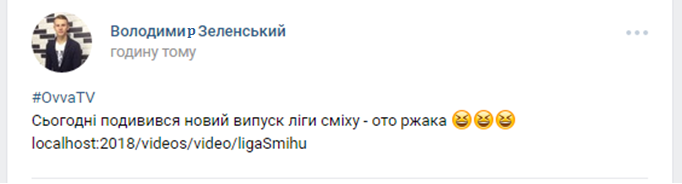 Володимир Зеленський
годину тому
#OvvaTV
Сьогодні подивився новий випуск ліги сміху - ото ржака 😆😆😆
localhost:2018/videos/video/ligaSmihu